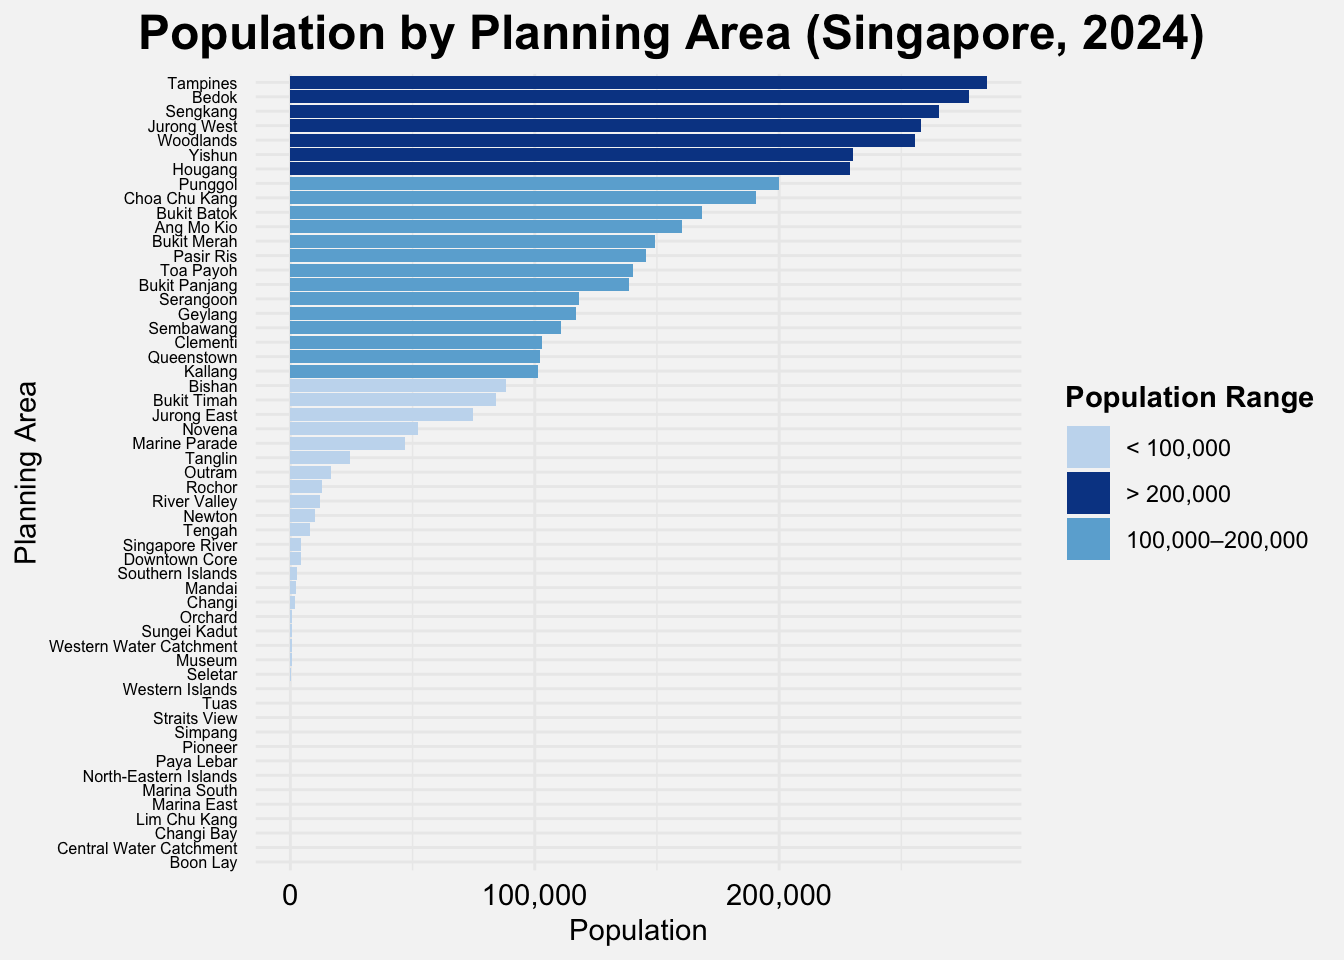 Population by Planning Area (Singapore, 2024)
Planning Area
Tampines
Bedok
Sengkang
Jurong West
Woodlands
Yishun
Hougang
Punggol
Choa Chu Kang
Bukit Batok
Ang Mo Kio
Bukit Merah
Pasir Ris
Toa Payoh
Bukit Panjang
Serangoon
Geylang
Sembawang
Clementi
Queenstown
Kallang
Bishan
Bukit Timah
Jurong East
Novena
Marine Parade
Tanglin
Outram
Rochor
River Valley
Newton
Tengah
Singapore River
Downtown Core
Southern Islands
Mandai
Changi
Orchard
Sungei Kadut
Western Water Catchment
Museum
Seletar
Western Islands
Tuas
Straits View
Simpang
Pioneer
Paya Lebar
North-Eastern Islands
Marina South
Marina East
Lim Chu Kang
Changi Bay
Central Water Catchment
Boon Lay
0 100,000 200,000
Population
Population Range
< 100,000
> 200,000
100,000–200,000